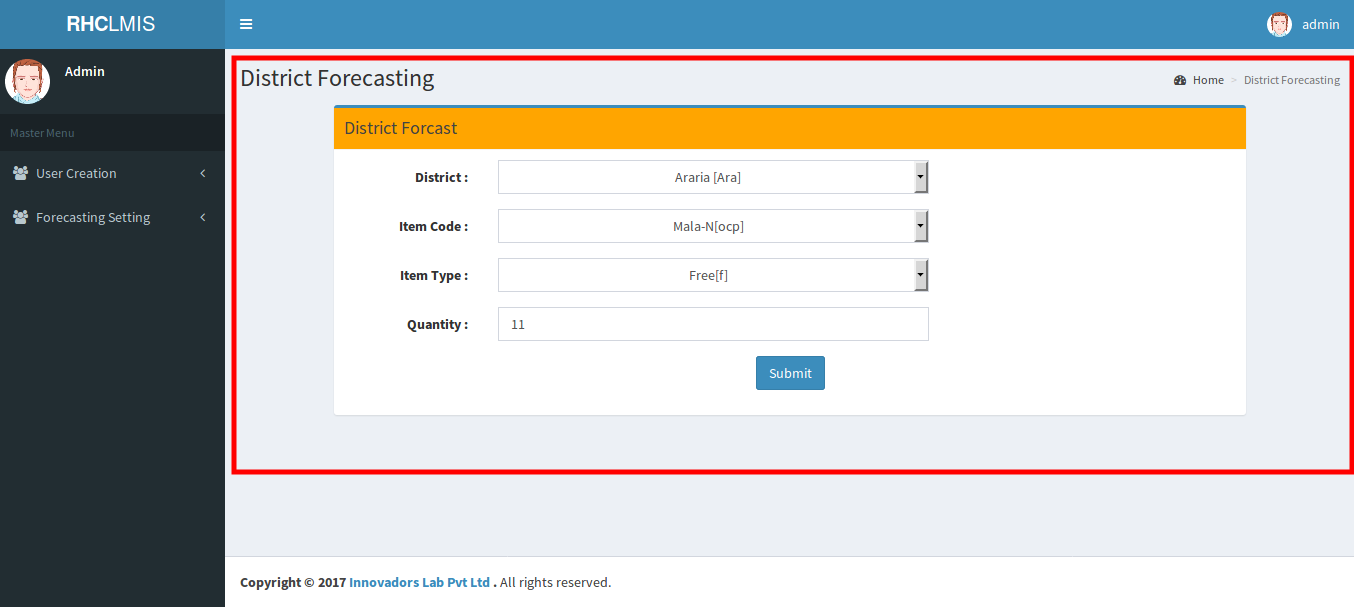 RHCLMIS
admin
Admin
Master Menu
User Creation
Forecasting Setting
District Forecasting
Home > District Forecasting
District Forcast
District : Araria [Ara]
Item Code : Mala-N[ocp]
Item Type : Free[f]
Quantity : 11
Submit
Copyright © 2017 Innovadors Lab Pvt Ltd . All rights reserved.